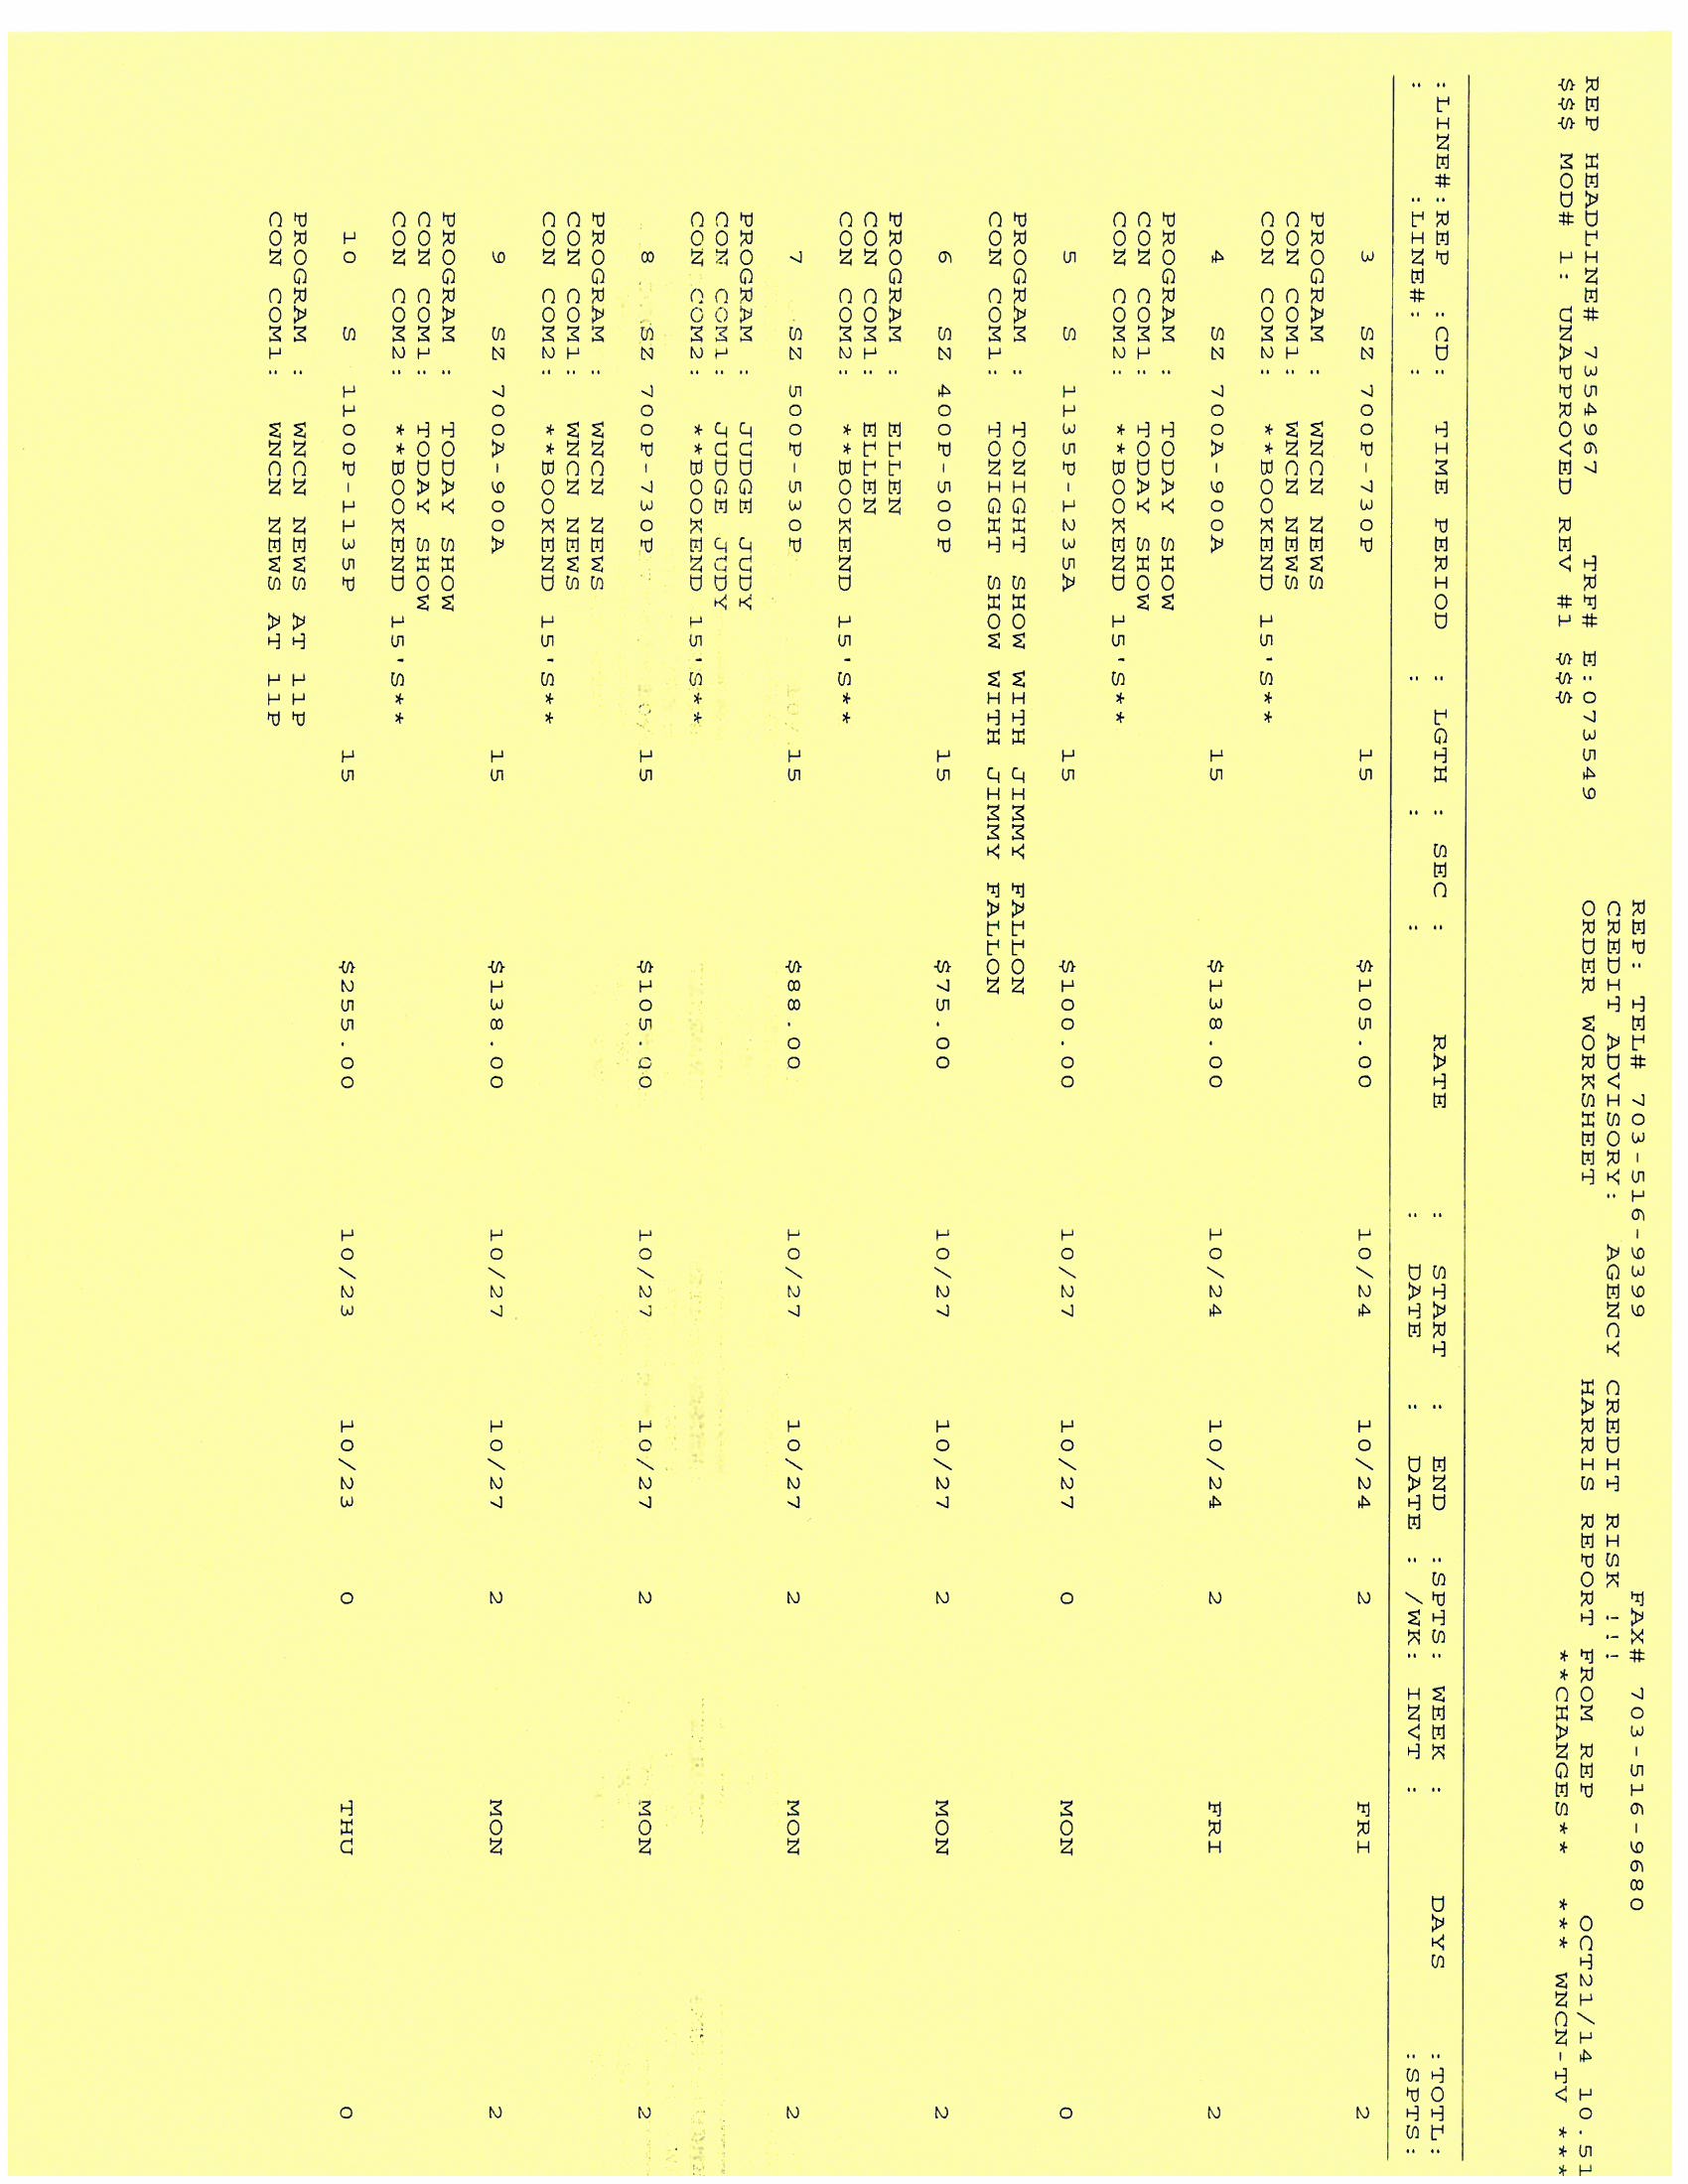 REP: TEL# 703-516-9399 FAX# 703-516-9680
CREDIT ADVISORY: AGENCY CREDIT RISK !!!
REP HEADLINE# 7354967 TRF# E:073549 ORDER WORKSHEET HARRIS REPORT FROM REP OCT21/14 10.51
$$$ MOD# 1: UNAPPROVED REV #1 $$$ **CHANGES** *** WNCN-TV ***
:LINE#:REP :CD: TIME PERIOD : LGTH : SEC : RATE : START : END :SPTS: WEEK : DAYS :TOTL:
: :LINE#: : : : : DATE : DATE : /WK: INVT : :SPTS:
3 SZ 700P-730P 15 $105.00 10/24 10/24 2 FRI 2
PROGRAM : WNCN NEWS
CON COM1: WNCN NEWS
CON COM2: **BOOKEND 15'S**
4 SZ 700A-900A 15 $138.00 10/24 10/24 2 FRI 2
PROGRAM : TODAY SHOW
CON COM1: TODAY SHOW
CON COM2: **BOOKEND 15'S**
5 S 1135P-1235A 15 $100.00 10/27 10/27 0 MON 0
PROGRAM : TONIGHT SHOW WITH JIMMY FALLON
CON COM1: TONIGHT SHOW WITH JIMMY FALLON
6 SZ 400P-500P 15 $75.00 10/27 10/27 2 MON 2
PROGRAM : ELLEN
CON COM1: ELLEN
CON COM2: **BOOKEND 15'S**
7 SZ 500P-530P 15 $88.00 10/27 10/27 2 MON 2
PROGRAM : JUDGE JUDY
CON COM1: JUDGE JUDY
CON COM2: **BOOKEND 15'S**
8 SZ 700P-730P 15 $105.00 10/27 10/27 2 MON 2
PROGRAM : WNCN NEWS
CON COM1: WNCN NEWS
CON COM2: **BOOKEND 15'S**
9 SZ 700A-900A 15 $138.00 10/27 10/27 2 MON 2
PROGRAM : TODAY SHOW
CON COM1: TODAY SHOW
CON COM2: **BOOKEND 15'S**
10 S 1100P-1135P 15 $255.00 10/23 10/23 0 THU 0
PROGRAM : WNCN NEWS AT 11P
CON COM1: WNCN NEWS AT 11P